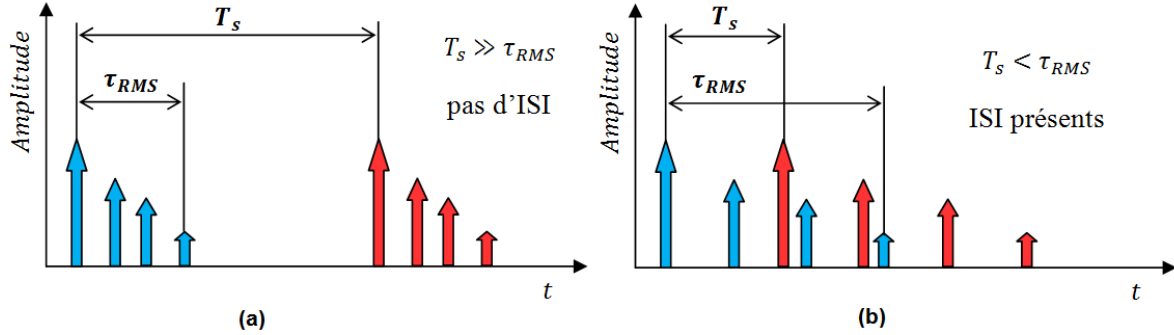 Amplitude
T_s
τ_RMS
T_s ≫ τ_RMS
pas d'ISI
t
(a)
Amplitude
T_s
τ_RMS
T_s < τ_RMS
ISI présents
t
(b)